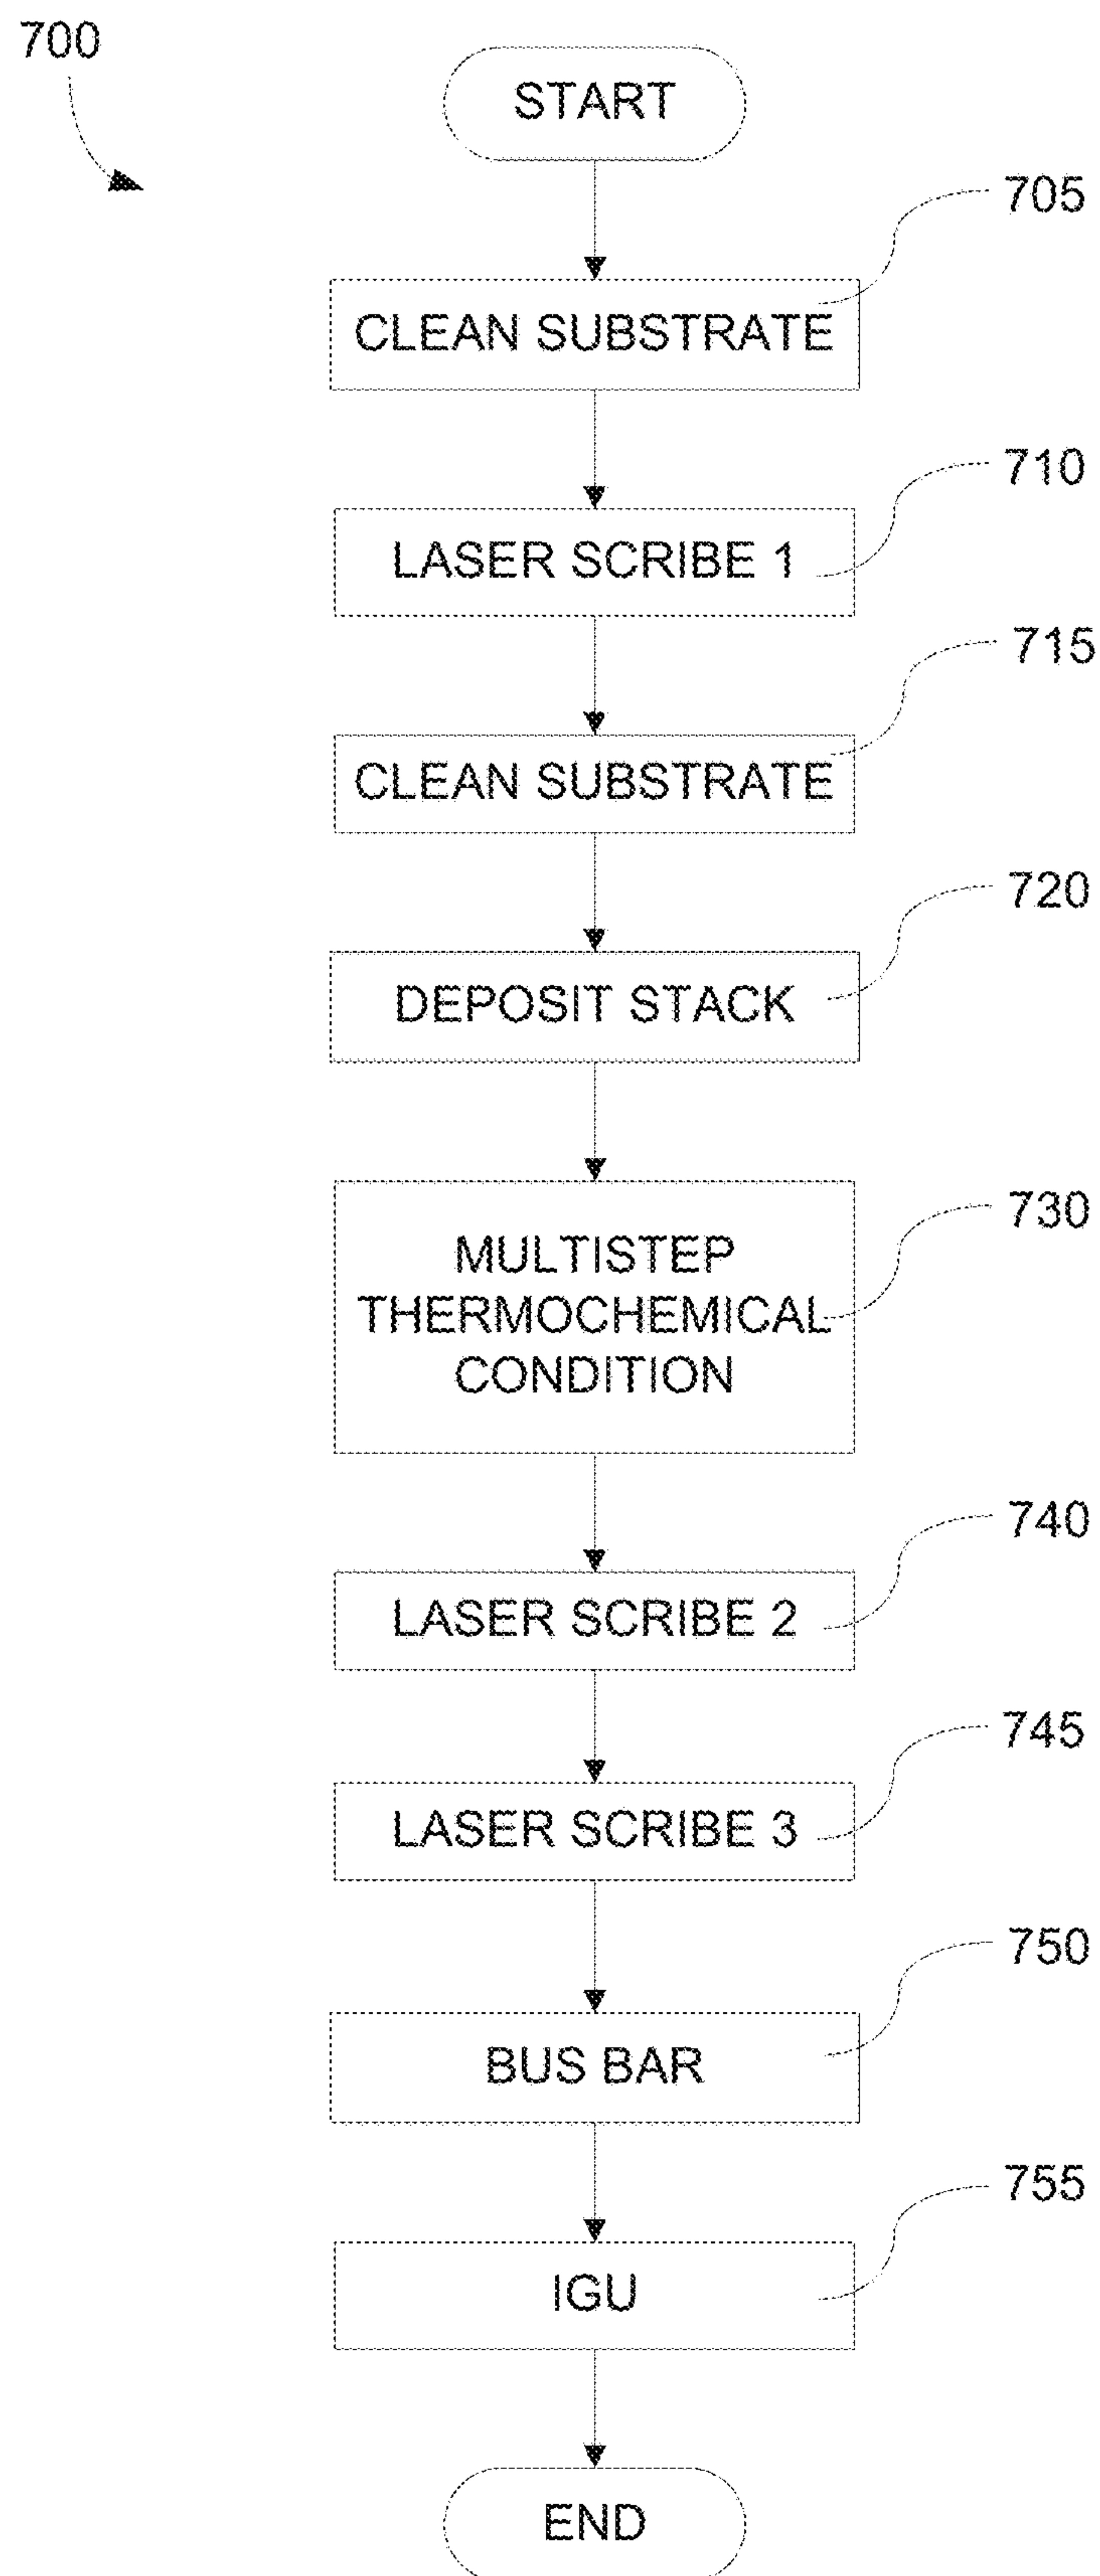 700
START
705
CLEAN SUBSTRATE
710
LASER SCRIBE 1
715
CLEAN SUBSTRATE
720
DEPOSIT STACK
730
MULTISTEP
THERMOCHEMICAL
CONDITION
740
LASER SCRIBE 2
745
LASER SCRIBE 3
750
BUS BAR
755
IGU
END